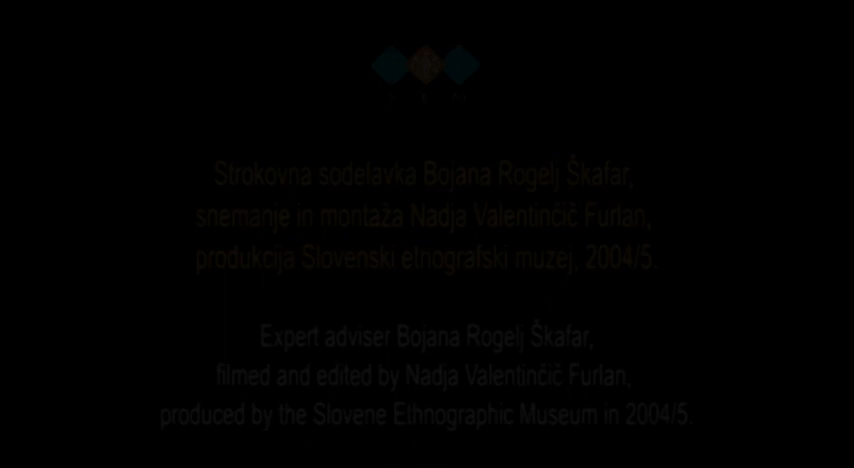 Strokovna sodelavka Bojana Rogelj Škafar,
snemanje in montaža Nadja Valentinčič Furlan,
produkcija Slovenski etnografski muzej, 2004/5.
Expert adviser Bojana Rogelj Škafar,
filmed and edited by Nadja Valentinčič Furlan,
produced by the Slovene Ethnographic Museum in 2004/5.